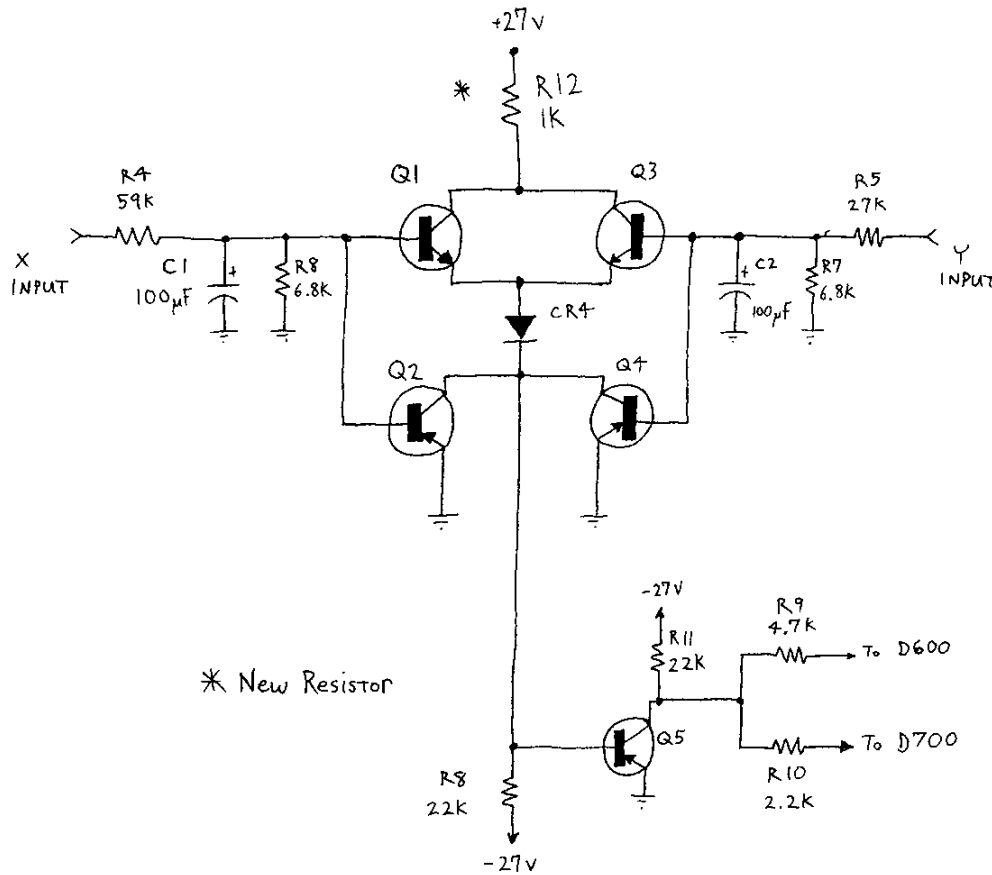 +27V
*
R12
1K
R4
59K
Q1
Q3
R5
27K
X
INPUT
C1
+
100µF
R8
6.8K
CR4
+
C2
100µF
R7
6.8K
Y
INPUT
Q2
Q4
-27V
R11
22K
R9
4.7K
To D600
* New Resistor
Q5
To D700
R8
22K
R10
2.2K
-27V